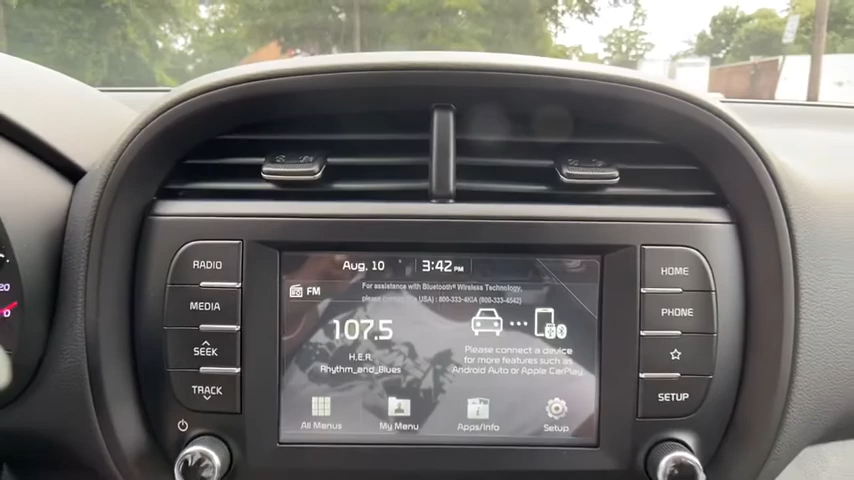 Aug. 10 3:42 PM
RADIO
MEDIA
SEEK
TRACK
FM
For assistance with Bluetooth® Wireless Technology,
107.5
H.E.R
Rhythm_and_Blues
Please connect a device
for more features such as
Android Auto or Apple CarPlay
All Menus
My Menu
Apps/Info
Setup
HOME
PHONE
SETUP
20
0